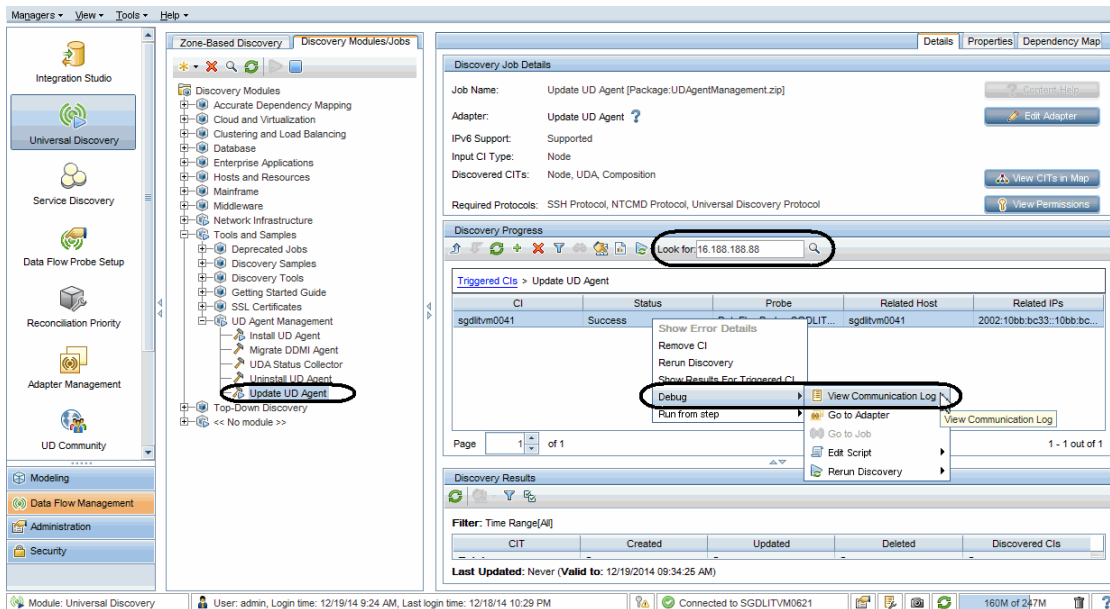 Managers View Tools Help
Integration Studio
Universal Discovery
Service Discovery
Data Flow Probe Setup
Reconciliation Priority
Adapter Management
UD Community
Modeling
Data Flow Management
Administration
Security
Zone-Based Discovery Discovery Modules/Jobs
Discovery Modules
Accurate Dependency Mapping
Cloud and Virtualization
Clustering and Load Balancing
Database
Enterprise Applications
Hosts and Resources
Mainframe
Middleware
Network Infrastructure
Tools and Samples
Deprecated Jobs
Discovery Samples
Discovery Tools
Getting Started Guide
SSL Certificates
UD Agent Management
Install UD Agent
Migrate DDMI Agent
UDA Status Collector
Uninstall UD Agent
Update UD Agent
Top-Down Discovery
<< No module >>
Details Properties Dependency Map
Discovery Job Details
Job Name: Update UD Agent [Package:UDAgentManagement.zip]
? Content Help
Adapter: Update UD Agent ?
Edit Adapter
IPv6 Support: Supported
Input CI Type: Node
Discovered CITs: Node, UDA, Composition
View CITs in Map
Required Protocols: SSH Protocol, NTCMD Protocol, Universal Discovery Protocol
View Permissions
Discovery Progress
Look for: 16.188.188.88
Triggered CIs > Update UD Agent
CI Status Probe Related Host Related IPs
sgdlitvm0041 Success SGDLIT... sgdlitvm0041 2002:10bb:bc33::10bb:bc...
Show Error Details
Remove CI
Rerun Discovery
Show Results For Triggered CI
Debug
Run from step
View Communication Log
Go to Adapter
Go to Job
Edit Script
Rerun Discovery
View Communication Log
Page 1 of 1
1 - 1 out of 1
Discovery Results
Filter: Time Range[All]
CIT Created Updated Deleted Discovered CIs
Last Updated: Never (Valid to: 12/19/2014 09:34:25 AM)
Module: Universal Discovery
User: admin, Login time: 12/19/14 9:24 AM, Last login time: 12/18/14 10:29 PM
Connected to SGDLITVM0621
160M of 247M
?